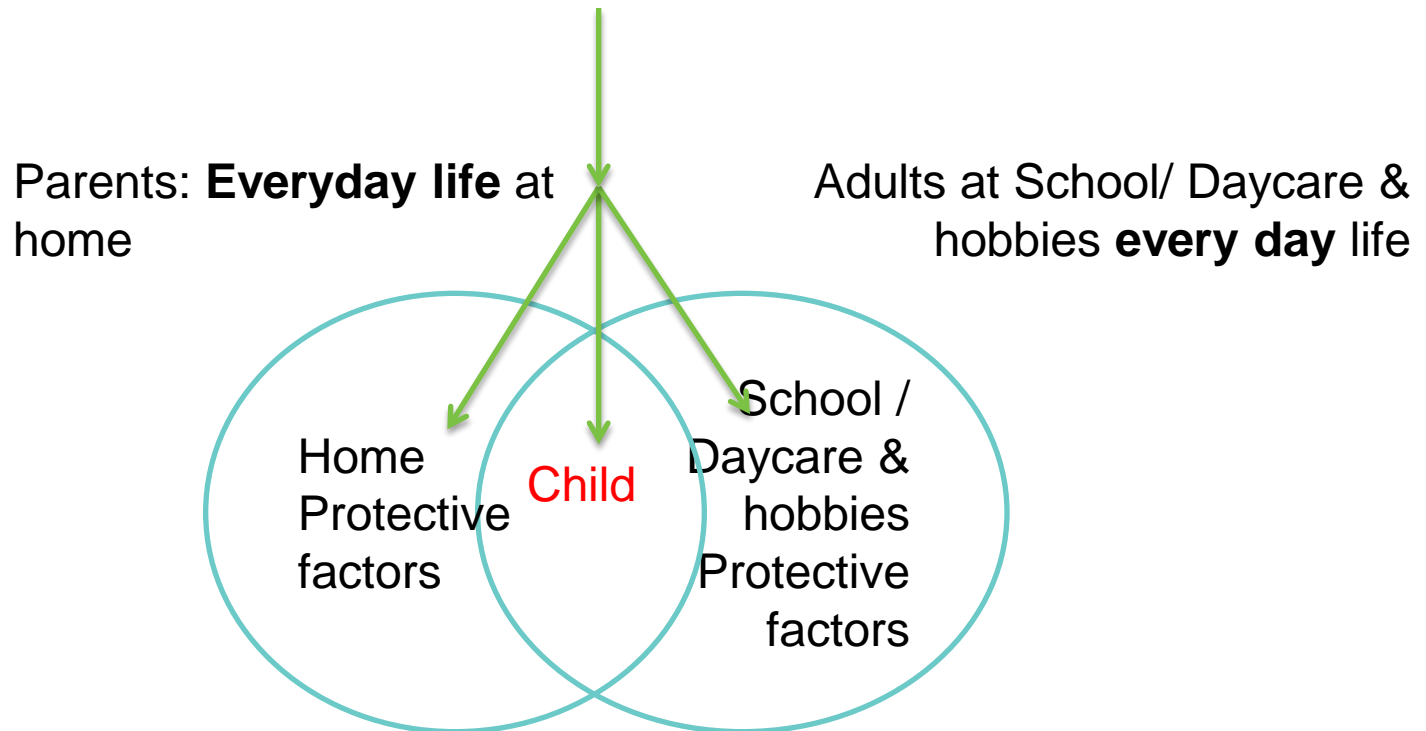 Parents: Everyday life at
home
Adults at School/ Daycare &
hobbies every day life
Home
Protective
factors
Child
School /
Daycare &
hobbies
Protective
factors